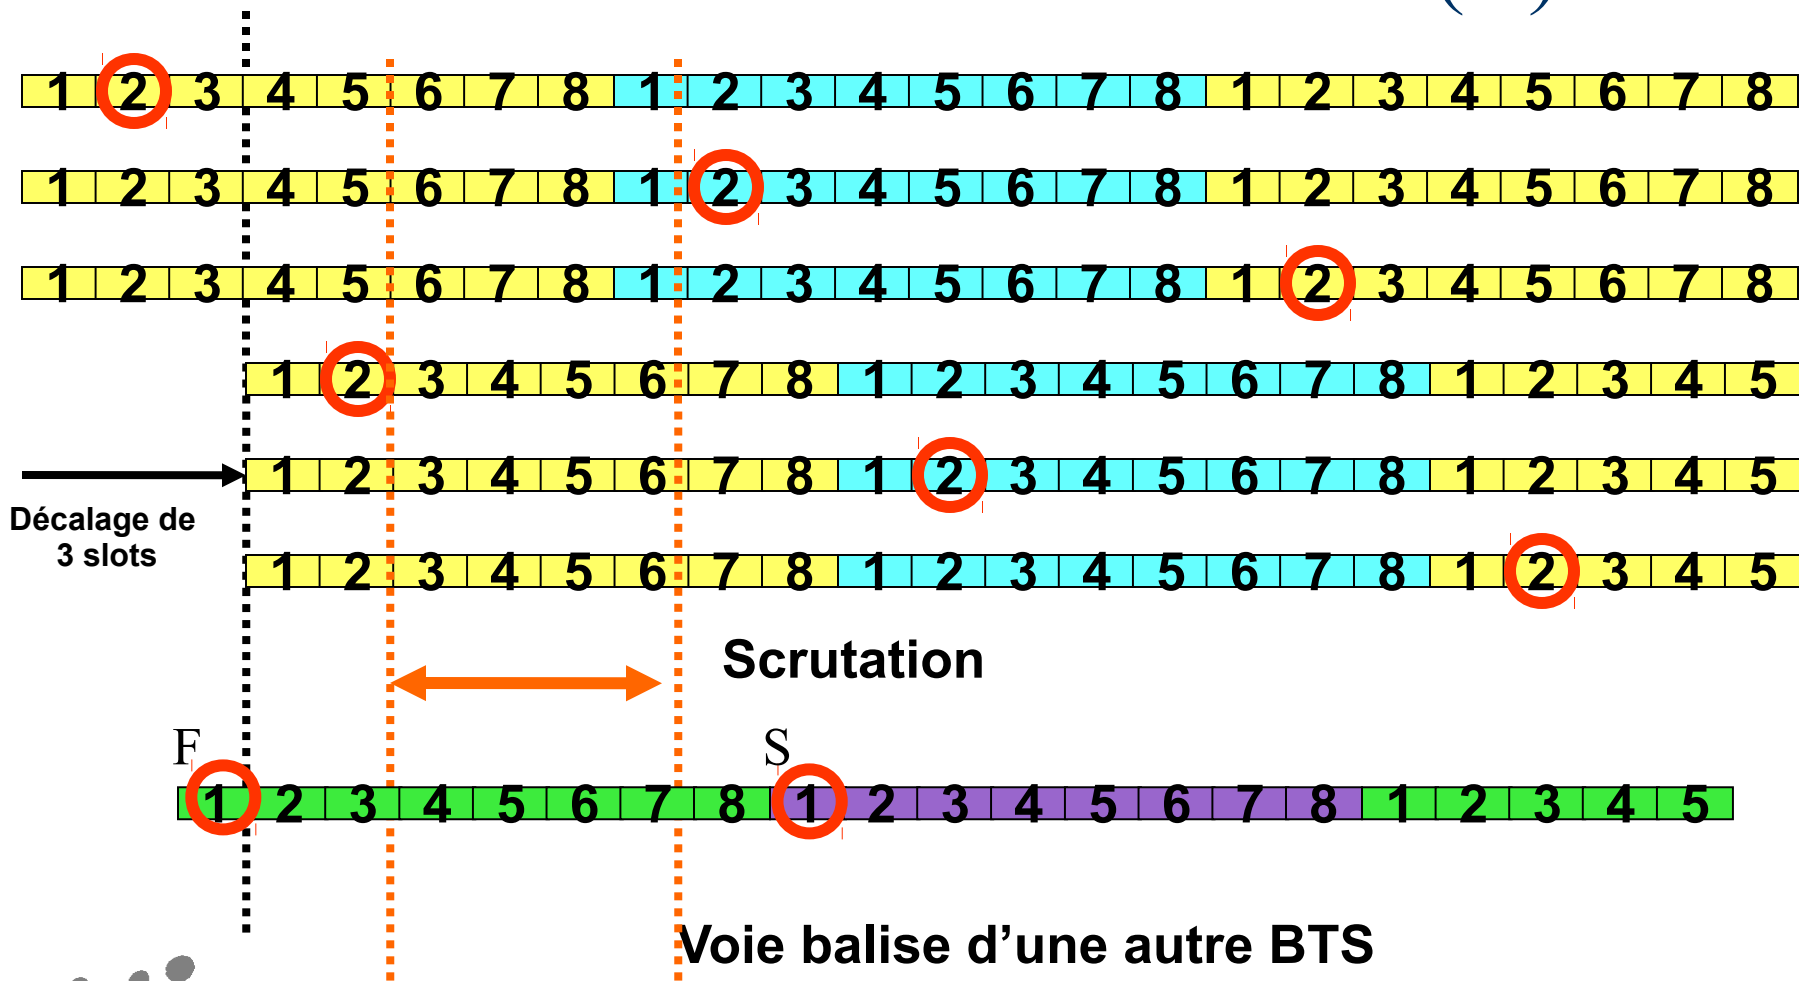 1 2 3 4 5 6 7 8 1 2 3 4 5 6 7 8 1 2 3 4 5 6 7 8
1 2 3 4 5 6 7 8 1 2 3 4 5 6 7 8 1 2 3 4 5 6 7 8
1 2 3 4 5 6 7 8 1 2 3 4 5 6 7 8 1 2 3 4 5 6 7 8
1 2 3 4 5 6 7 8 1 2 3 4 5 6 7 8 1 2 3 4 5
1 2 3 4 5 6 7 8 1 2 3 4 5 6 7 8 1 2 3 4 5
Décalage de
3 slots
1 2 3 4 5 6 7 8 1 2 3 4 5 6 7 8 1 2 3 4 5
Scrutation
F S
1 2 3 4 5 6 7 8 1 2 3 4 5 6 7 8 1 2 3 4 5
Voie balise d’une autre BTS